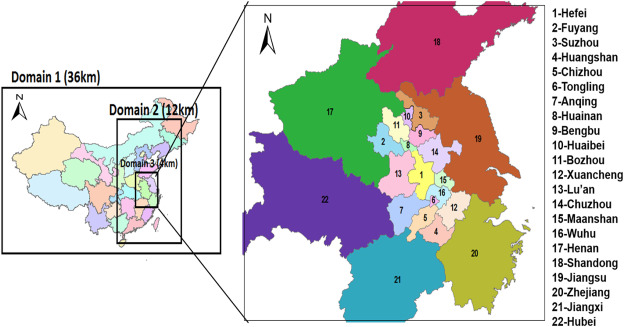 Domain 1 (36km)
N
Domain 2 (12km)
Domain 3 (4km)
N
18
17
10
3
11
9
19
2
8
14
13
1
15
16
22
7
6
12
5
4
20
21
1-Hefei
2-Fuyang
3-Suzhou
4-Huangshan
5-Chizhou
6-Tongling
7-Anqing
8-Huainan
9-Bengbu
10-Huaibei
11-Bozhou
12-Xuancheng
13-Lu'an
14-Chuzhou
15-Maanshan
16-Wuhu
17-Henan
18-Shandong
19-Jiangsu
20-Zhejiang
21-Jiangxi
22-Hubei